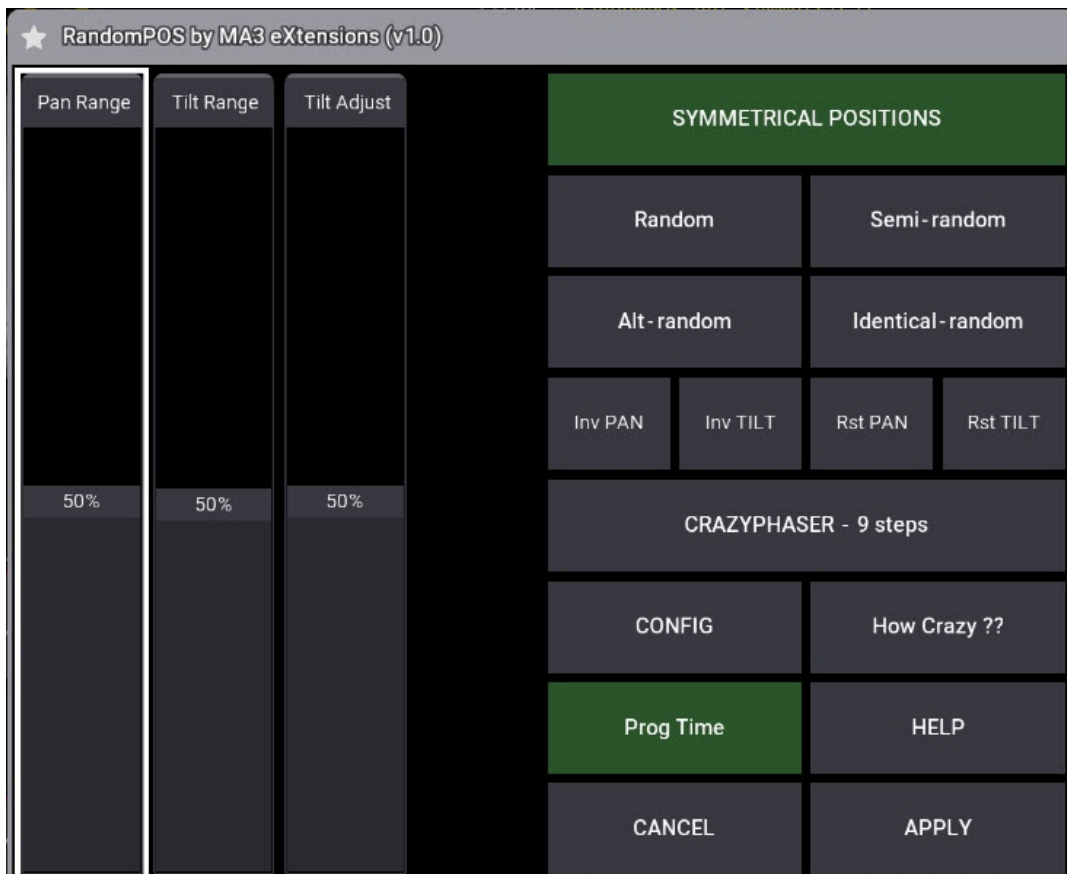 RandomPOS by MA3 eXtensions (v1.0)
Pan Range
Tilt Range
Tilt Adjust
50%
50%
50%
SYMMETRICAL POSITIONS
Random
Semi-random
Alt-random
Identical-random
Inv PAN
Inv TILT
Rst PAN
Rst TILT
CRAZYPHASER - 9 steps
CONFIG
How Crazy ??
Prog Time
HELP
CANCEL
APPLY